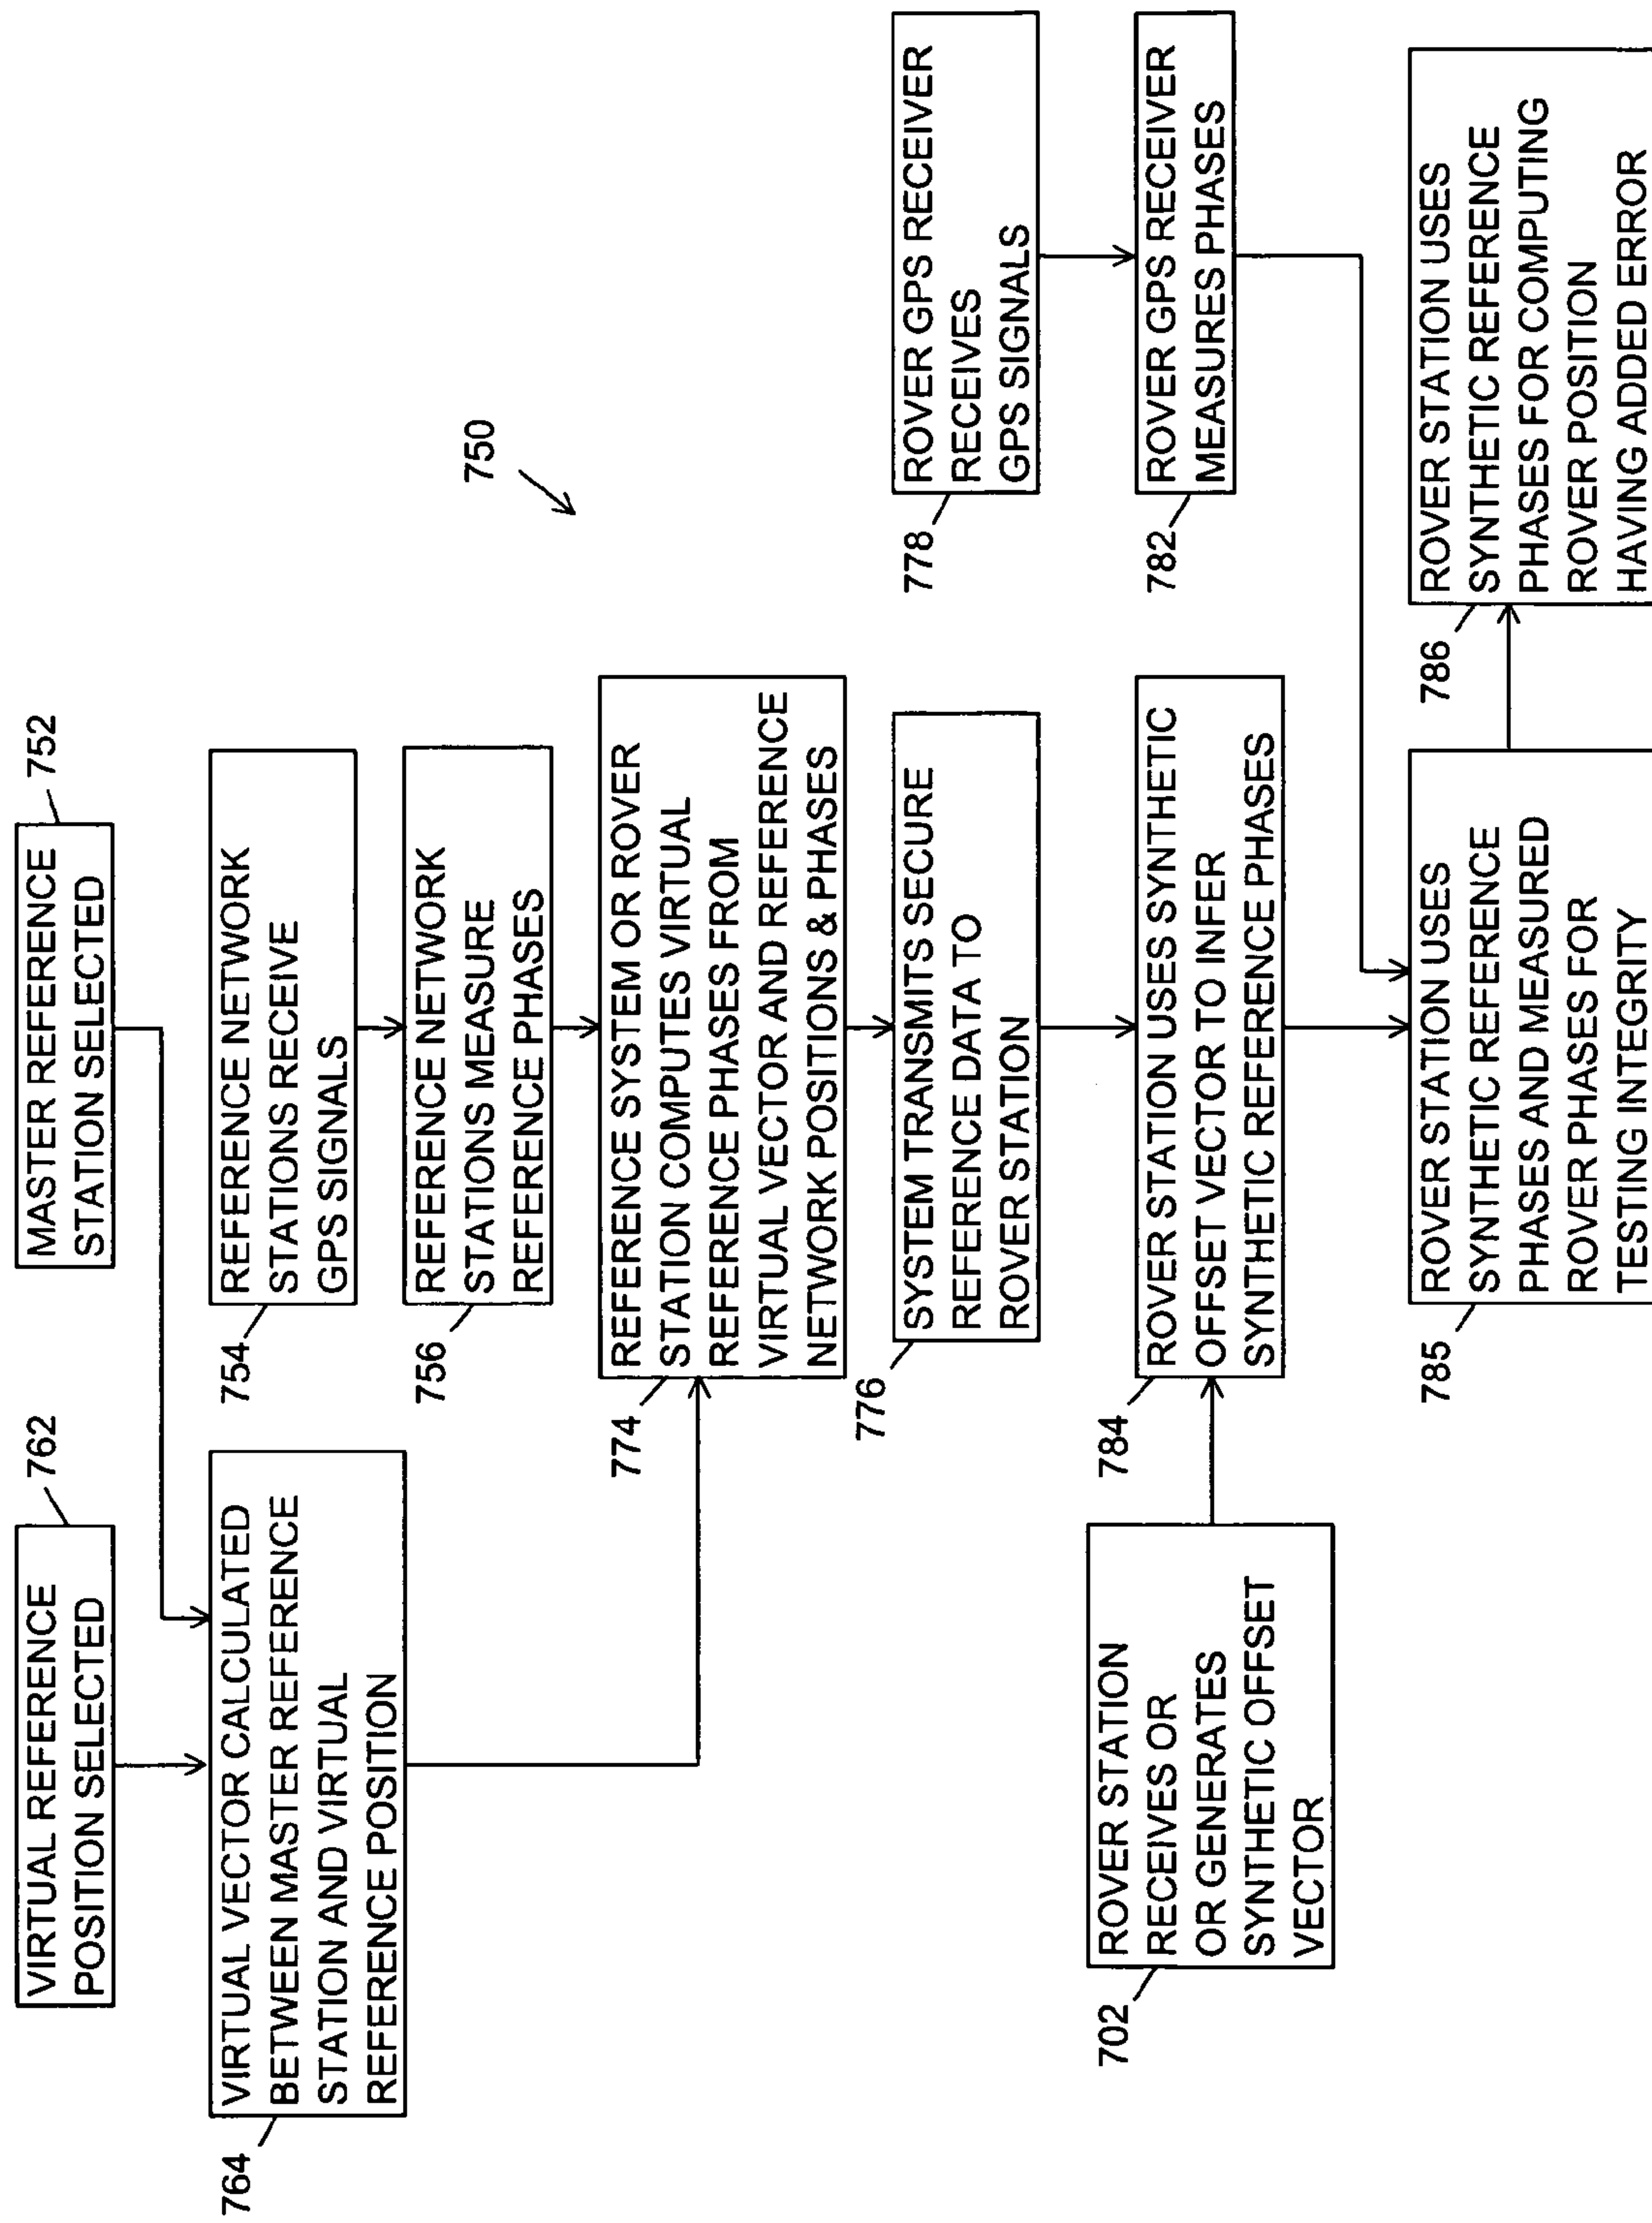 VIRTUAL REFERENCE
POSITION SELECTED
762
MASTER REFERENCE
STATION SELECTED
752
VIRTUAL VECTOR CALCULATED
BETWEEN MASTER REFERENCE
STATION AND VIRTUAL
REFERENCE POSITION
764
REFERENCE NETWORK
STATIONS RECEIVE
GPS SIGNALS
754
REFERENCE NETWORK
STATIONS MEASURE
REFERENCE PHASES
756
750
REFERENCE SYSTEM OR ROVER
STATION COMPUTES VIRTUAL
REFERENCE PHASES FROM
VIRTUAL VECTOR AND REFERENCE
NETWORK POSITIONS & PHASES
774
SYSTEM TRANSMITS SECURE
REFERENCE DATA TO
ROVER STATION
776
ROVER GPS RECEIVER
RECEIVES
GPS SIGNALS
778
ROVER STATION
RECEIVES OR
OR GENERATES
SYNTHETIC OFFSET
VECTOR
702
ROVER STATION USES SYNTHETIC
OFFSET VECTOR TO INFER
SYNTHETIC REFERENCE PHASES
784
ROVER GPS RECEIVER
MEASURES PHASES
782
ROVER STATION USES
SYNTHETIC REFERENCE
PHASES AND MEASURED
ROVER PHASES FOR
TESTING INTEGRITY
785
ROVER STATION USES
SYNTHETIC REFERENCE
PHASES FOR COMPUTING
ROVER POSITION
HAVING ADDED ERROR
786